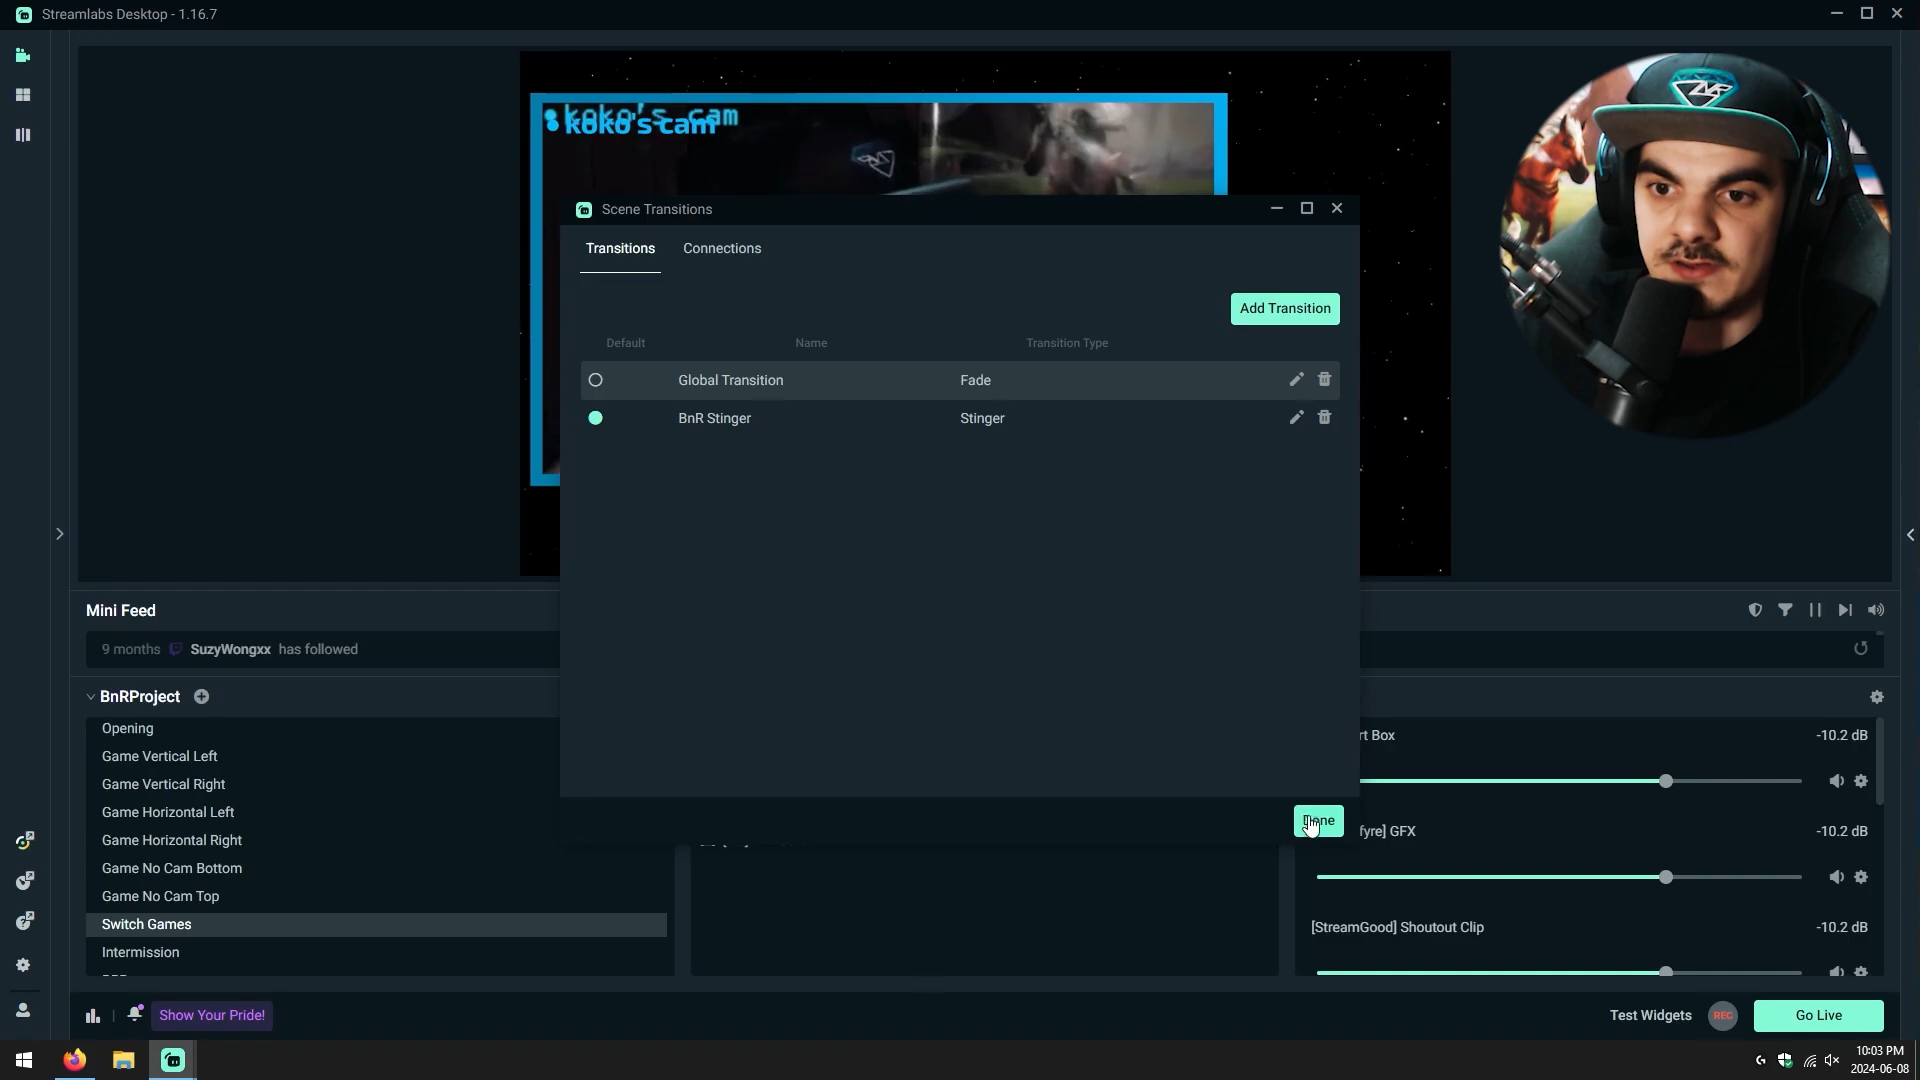 Streamlabs Desktop - 1.16.7
koko's cam
koko's cam
Scene Transitions
Transitions
Connections
Add Transition
Default
Name
Transition Type
Global Transition
Fade
BnR Stinger
Stinger
Done
Mini Feed
9 months SuzyWongxx has followed
BnRProject
Opening
Game Vertical Left
Game Vertical Right
Game Horizontal Left
Game Horizontal Right
Game No Cam Bottom
Game No Cam Top
Switch Games
Intermission
rt Box
-10.2 dB
fyre] GFX
-10.2 dB
[StreamGood] Shoutout Clip
-10.2 dB
Show Your Pride!
Test Widgets
REC
Go Live
10:03 PM
2024-06-08